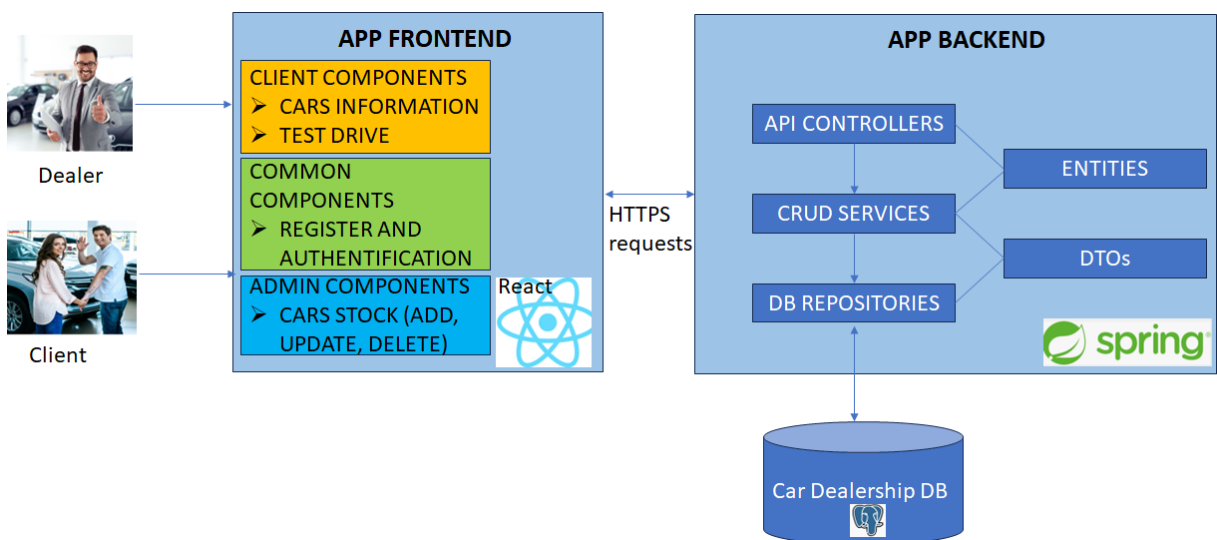 Dealer
Client
APP FRONTEND
CLIENT COMPONENTS
➢ CARS INFORMATION
➢ TEST DRIVE
COMMON
COMPONENTS
➢ REGISTER AND
AUTHENTIFICATION
ADMIN COMPONENTS
➢ CARS STOCK (ADD,
UPDATE, DELETE)
React
HTTPS
requests
APP BACKEND
API CONTROLLERS
CRUD SERVICES
DB REPOSITORIES
ENTITIES
DTOs
spring
Car Dealership DB